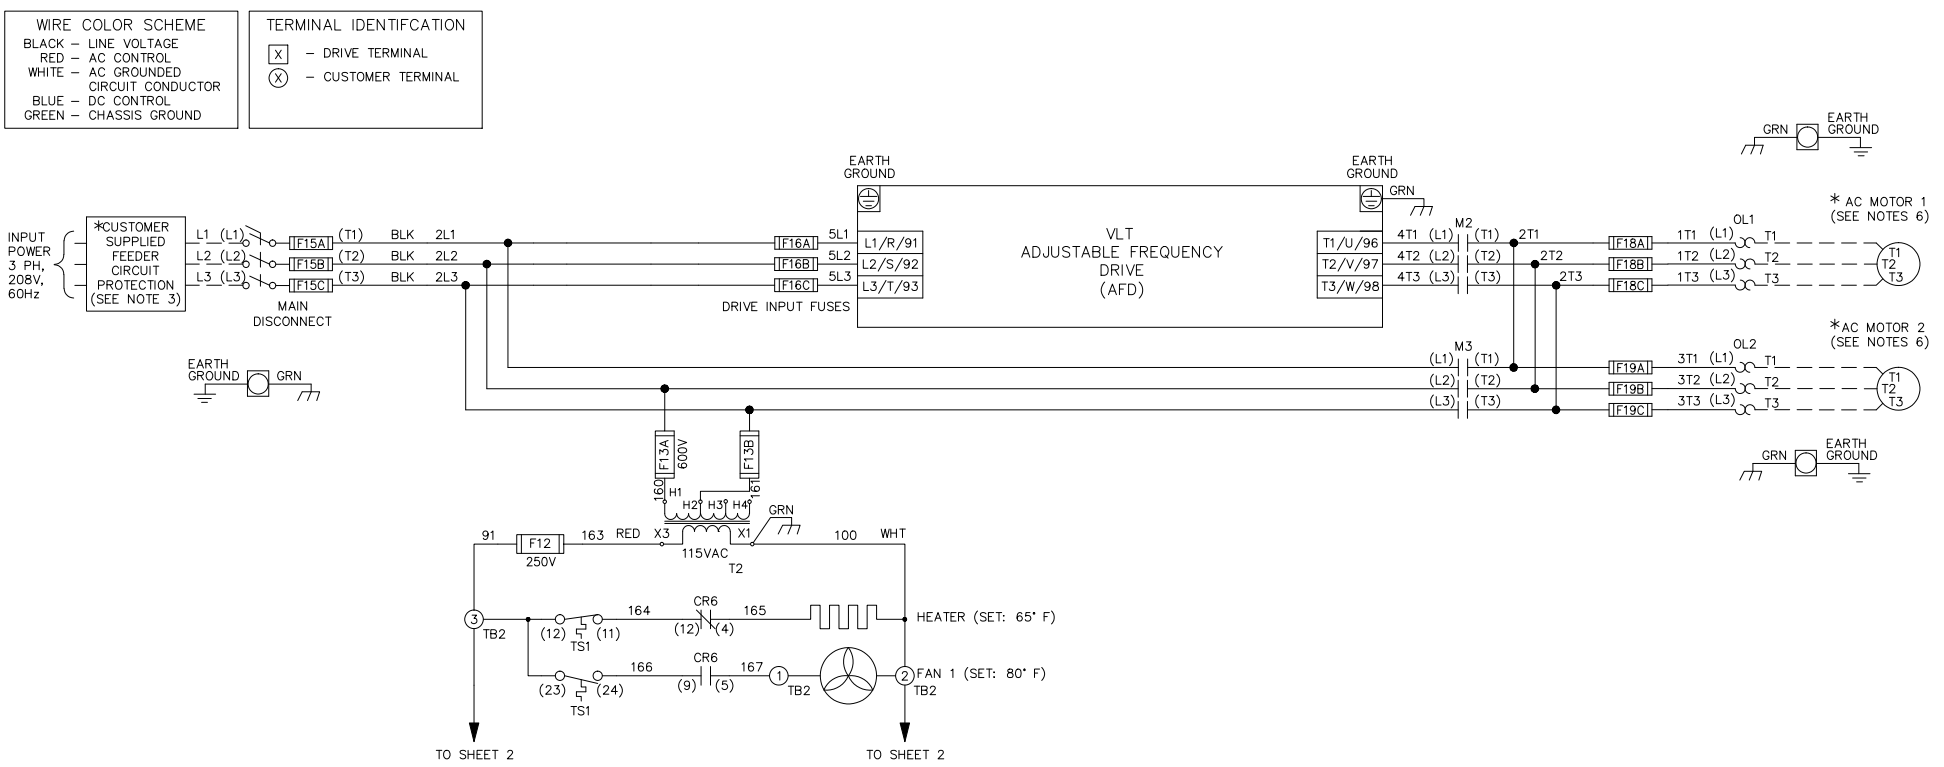 WIRE COLOR SCHEME
BLACK – LINE VOLTAGE
RED – AC CONTROL
WHITE – AC GROUNDED
CIRCUIT CONDUCTOR
BLUE – DC CONTROL
GREEN – CHASSIS GROUND
TERMINAL IDENTIFCATION
X – DRIVE TERMINAL
X – CUSTOMER TERMINAL
INPUT
POWER
3 PH,
208V,
60Hz
*CUSTOMER
SUPPLIED
FEEDER
CIRCUIT
PROTECTION
(SEE NOTE 3)
L1 (L1) F15A (T1) BLK 2L1 F16A 5L1 L1/R/91
L2 (L2) F15B (T2) BLK 2L2 F16B 5L2 L2/S/92
L3 (L3) F15C (T3) BLK 2L3 F16C 5L3 L3/T/93
MAIN
DISCONNECT
DRIVE INPUT FUSES
EARTH
GROUND
VLT
ADJUSTABLE FREQUENCY
DRIVE
(AFD)
EARTH
GROUND
GRN
M2
T1/U/96 4T1 (L1) (T1) 2T1 F18A 1T1 (L1) T1
T2/V/97 4T2 (L2) (T2) 2T2 F18B 1T2 (L2) T2
T3/W/98 4T3 (L3) (T3) 2T3 F18C 1T3 (L3) T3
OL1
GRN
EARTH
GROUND
* AC MOTOR 1
(SEE NOTES 6)
T1
T2
T3
M3
(L1) (T1) F19A 3T1 (L1) T1
(L2) (T2) F19B 3T2 (L2) T2
(L3) (T3) F19C 3T3 (L3) T3
OL2
*AC MOTOR 2
(SEE NOTES 6)
T1
T2
T3
GRN
EARTH
GROUND
EARTH
GROUND
GRN
F13A
600V
F13B
160
161
H1
H2
H3
H4
GRN
91 F12 163 RED X3 X1 100 WHT
250V
115VAC
T2
3
TB2
(12) (11) 164 CR6 (12) (4) 165 HEATER (SET: 65° F)
TS1
(23) (24) 166 CR6 (9) (5) 167 1 TB2 2 TB2 FAN 1 (SET: 80° F)
TS1
TO SHEET 2
TO SHEET 2